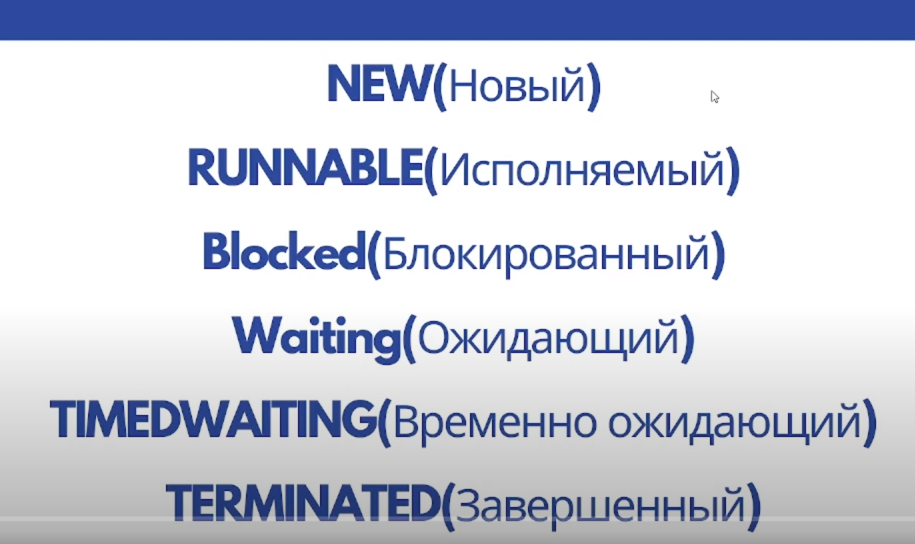 NEW(Новый)
RUNNABLE(Исполняемый)
Blocked(Блокированный)
Waiting(Ожидающий)
TIMEDWAITING(Временно ожидающий)
TERMINATED(Завершенный)